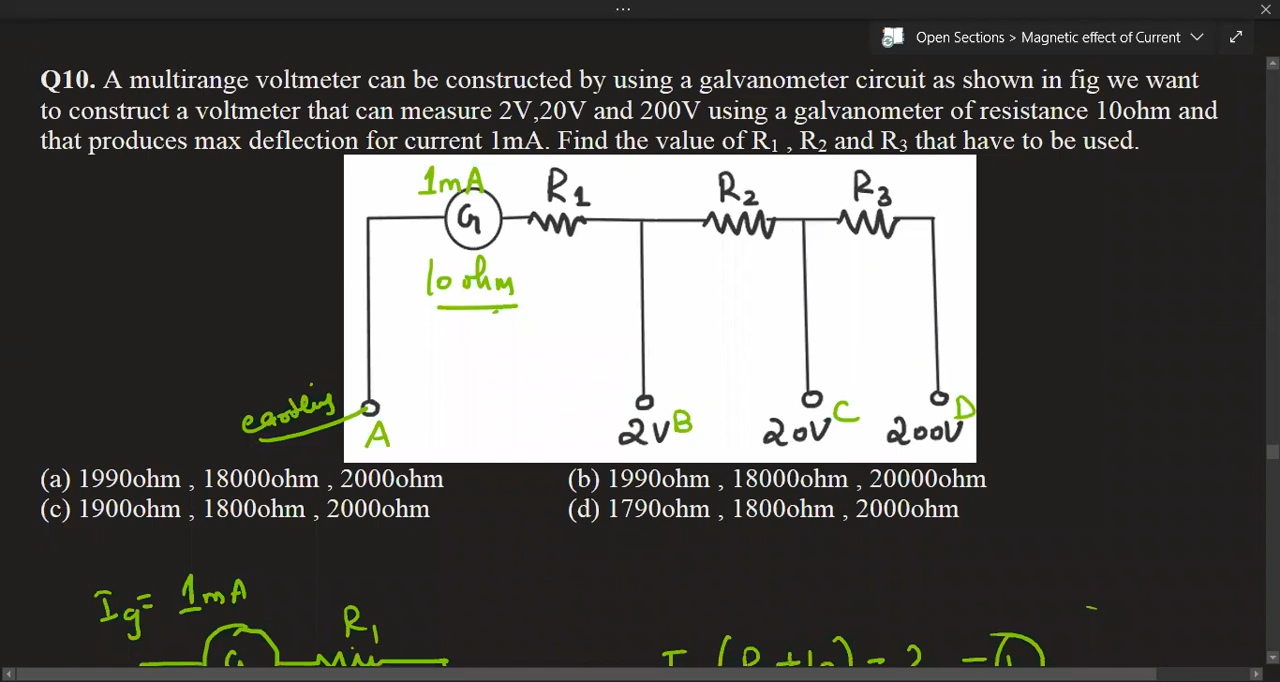 ...
Open Sections > Magnetic effect of Current
Q10. A multirange voltmeter can be constructed by using a galvanometer circuit as shown in fig we want
to construct a voltmeter that can measure 2V,20V and 200V using a galvanometer of resistance 10ohm and
that produces max deflection for current 1mA. Find the value of R₁ , R₂ and R₃ that have to be used.
1mA R1 R2 R3
G
10 ohm
earthing
A 2V B 20V C 200V D
(a) 1990ohm , 18000ohm , 2000ohm (b) 1990ohm , 18000ohm , 20000ohm
(c) 1900ohm , 1800ohm , 2000ohm (d) 1790ohm , 1800ohm , 2000ohm
Ig = 1mA
R1
G